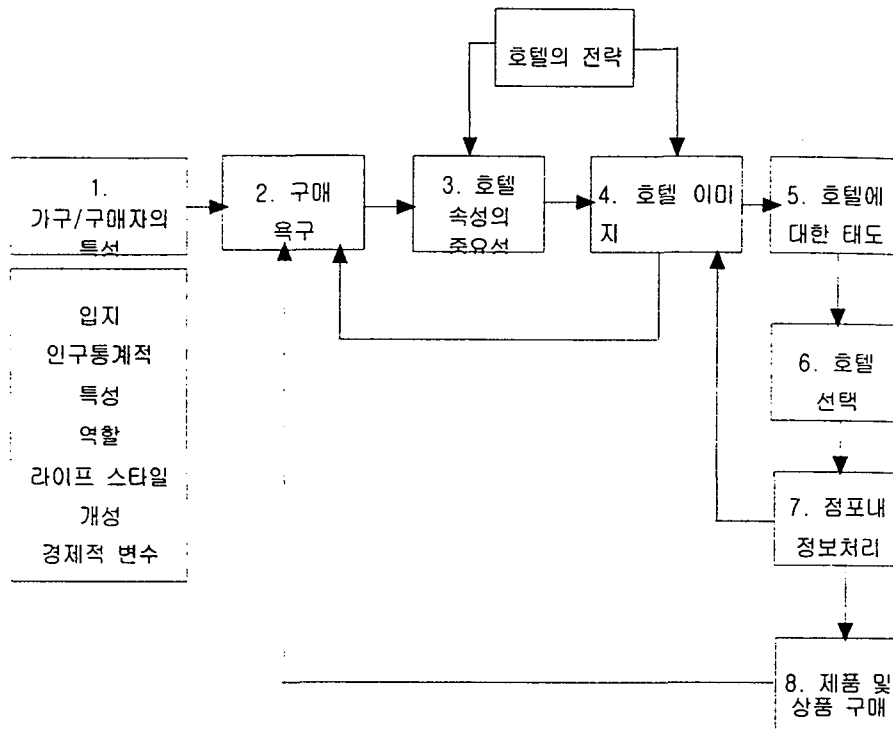 호텔의 전략
1.
가구/구매자의
특성
2. 구매
욕구
3. 호텔
속성의
중요성
4. 호텔 이미
지
5. 호텔에
대한 태도
입지
인구통계적
특성
역할
라이프 스타일
개성
경제적 변수
6. 호텔
선택
7. 점포내
정보처리
8. 제품 및
상품 구매